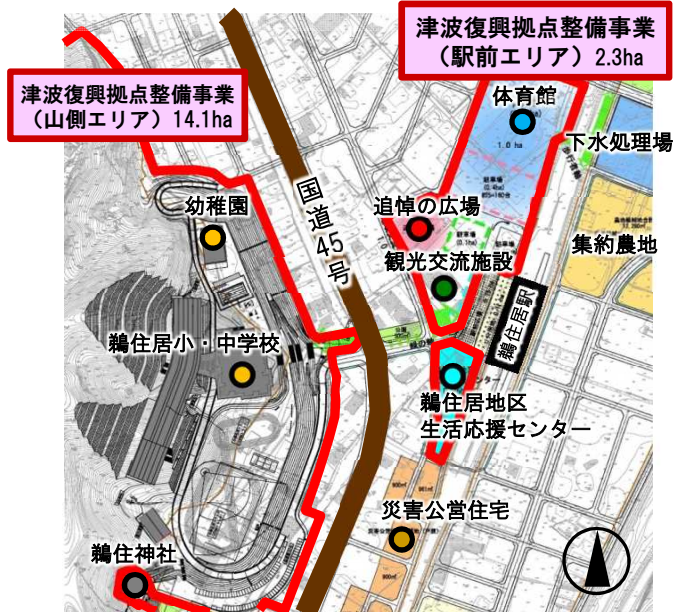 津波復興拠点整備事業
（駅前エリア）2.3ha
津波復興拠点整備事業
（山側エリア）14.1ha
体育館
1.0 ha
下水処理場
幼稚園
国道45号
追悼の広場
集約農地
観光交流施設
鵜住居駅
鵜住居小・中学校
鵜住居地区
生活応援センター
災害公営住宅
鵜住神社